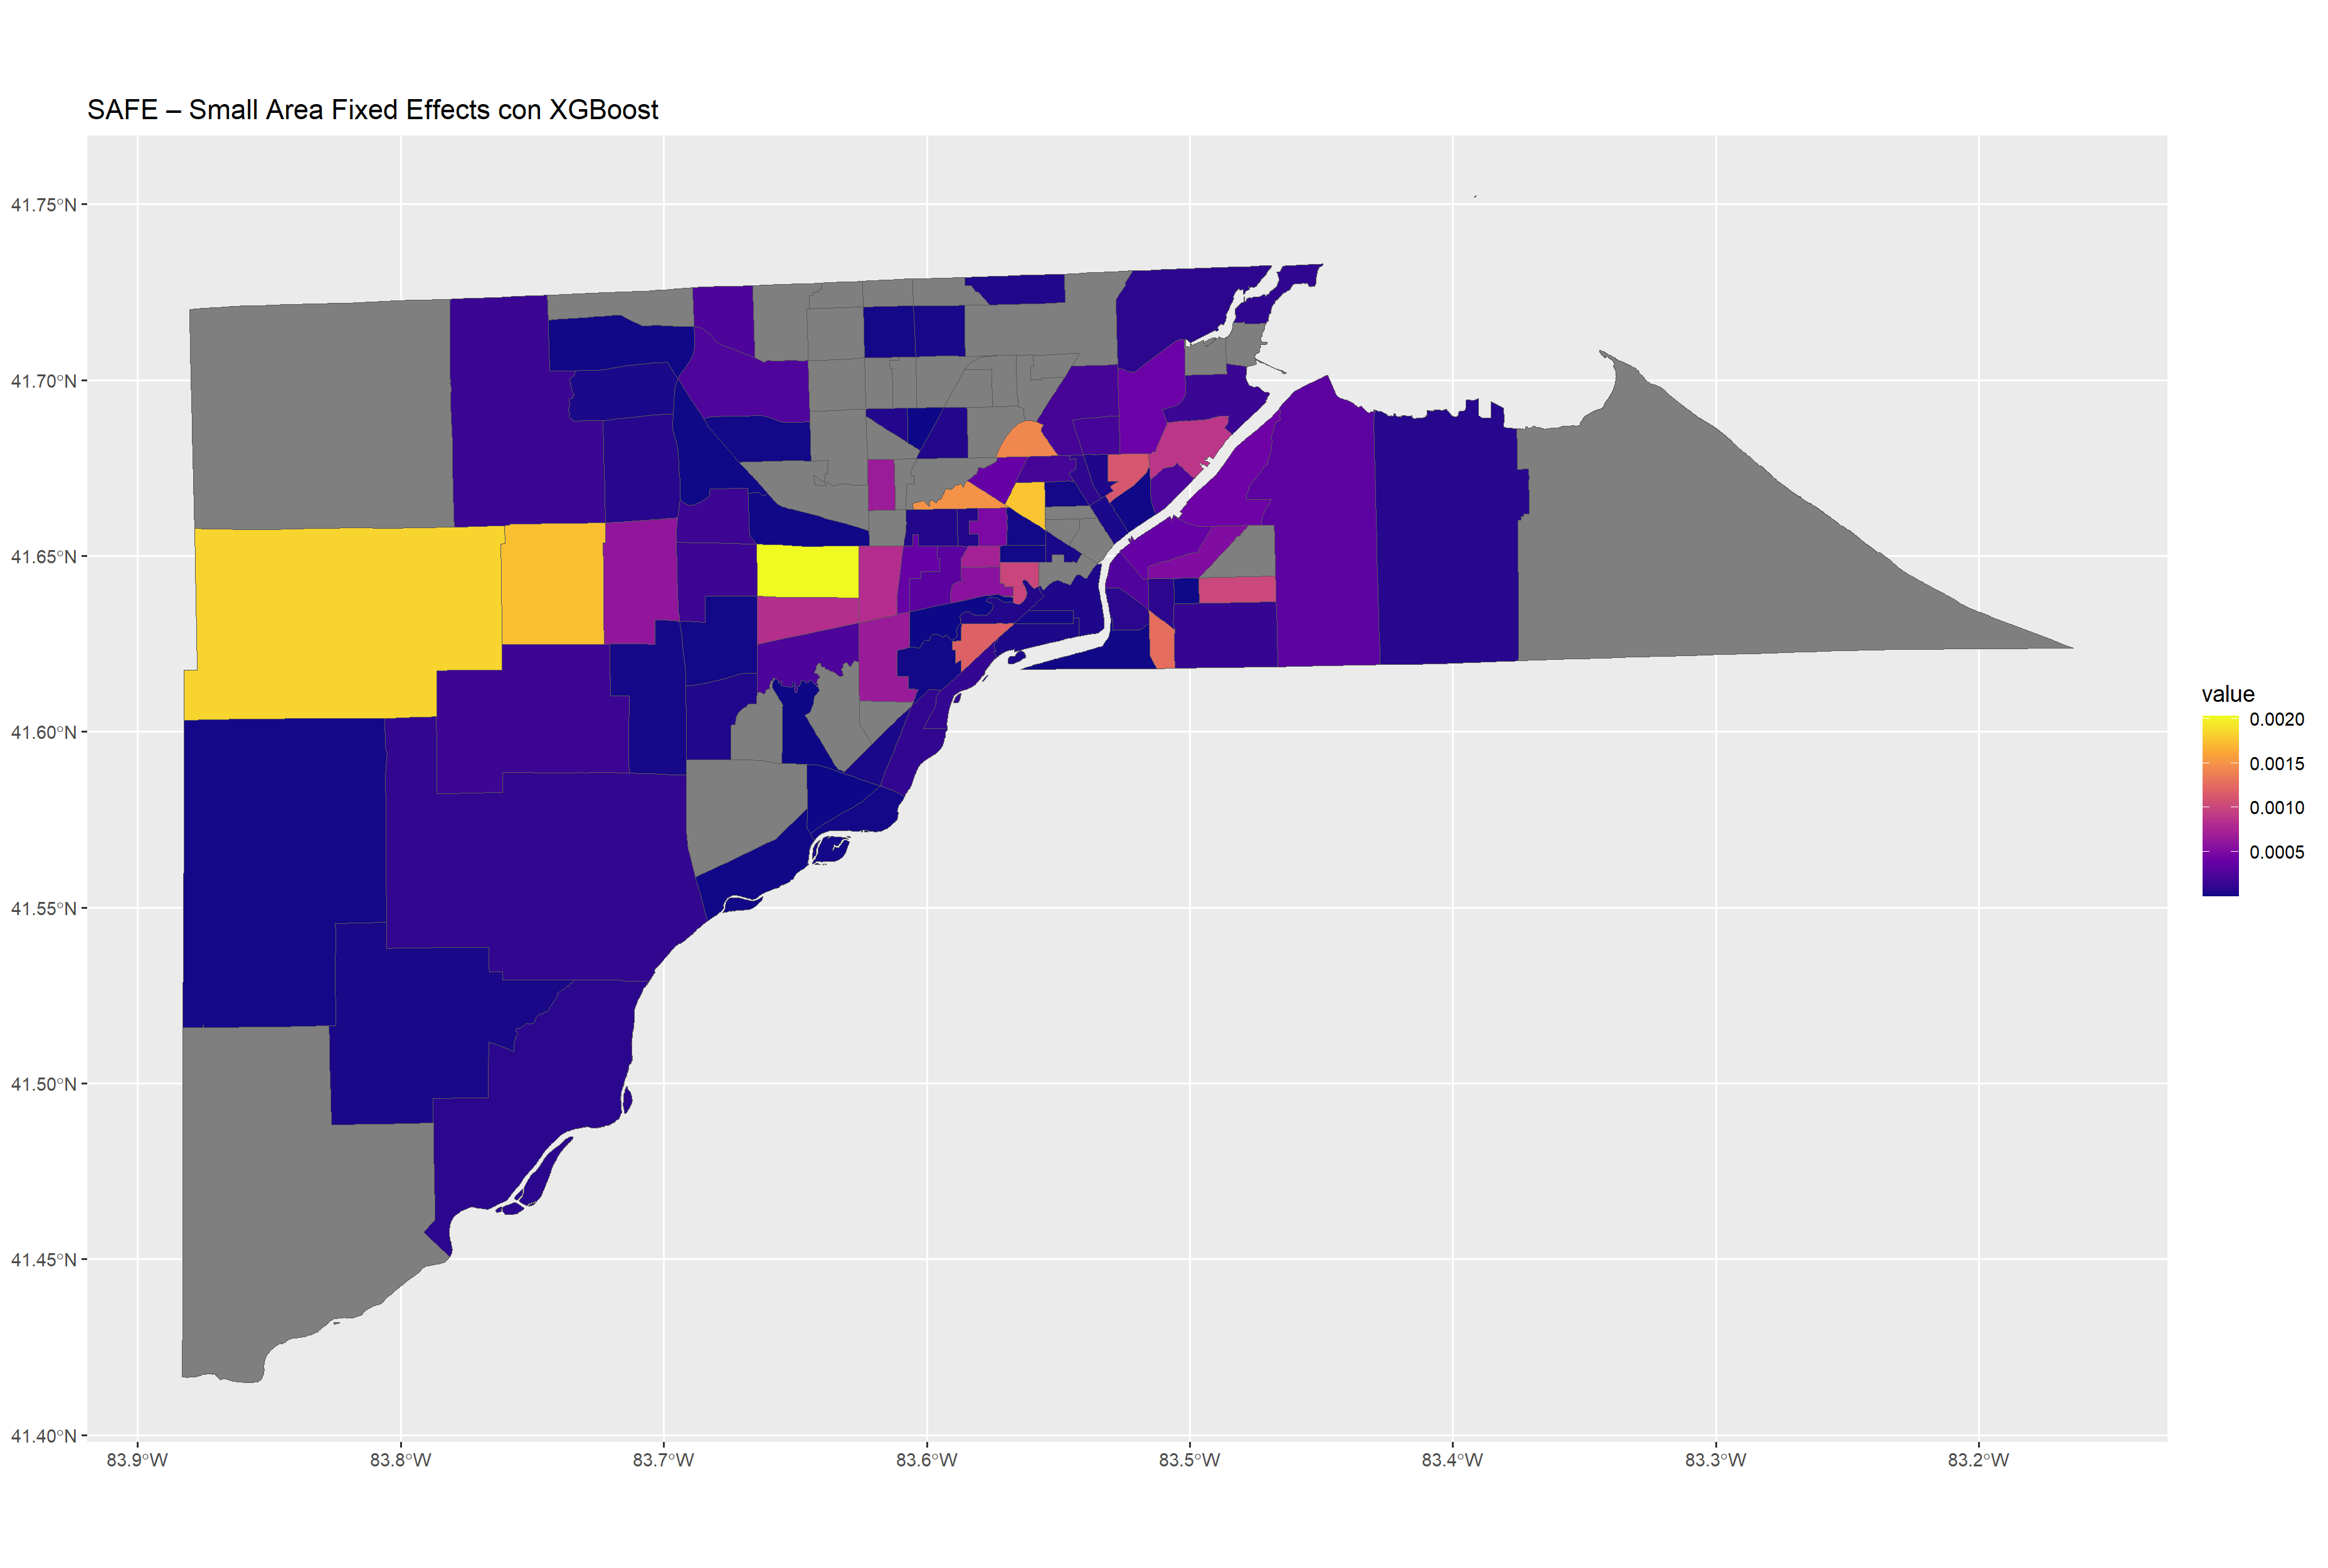 SAFE – Small Area Fixed Effects con XGBoost
41.75°N
41.70°N
41.65°N
41.60°N
41.55°N
41.50°N
41.45°N
41.40°N
83.9°W 83.8°W 83.7°W 83.6°W 83.5°W 83.4°W 83.3°W 83.2°W
value
0.0020
0.0015
0.0010
0.0005